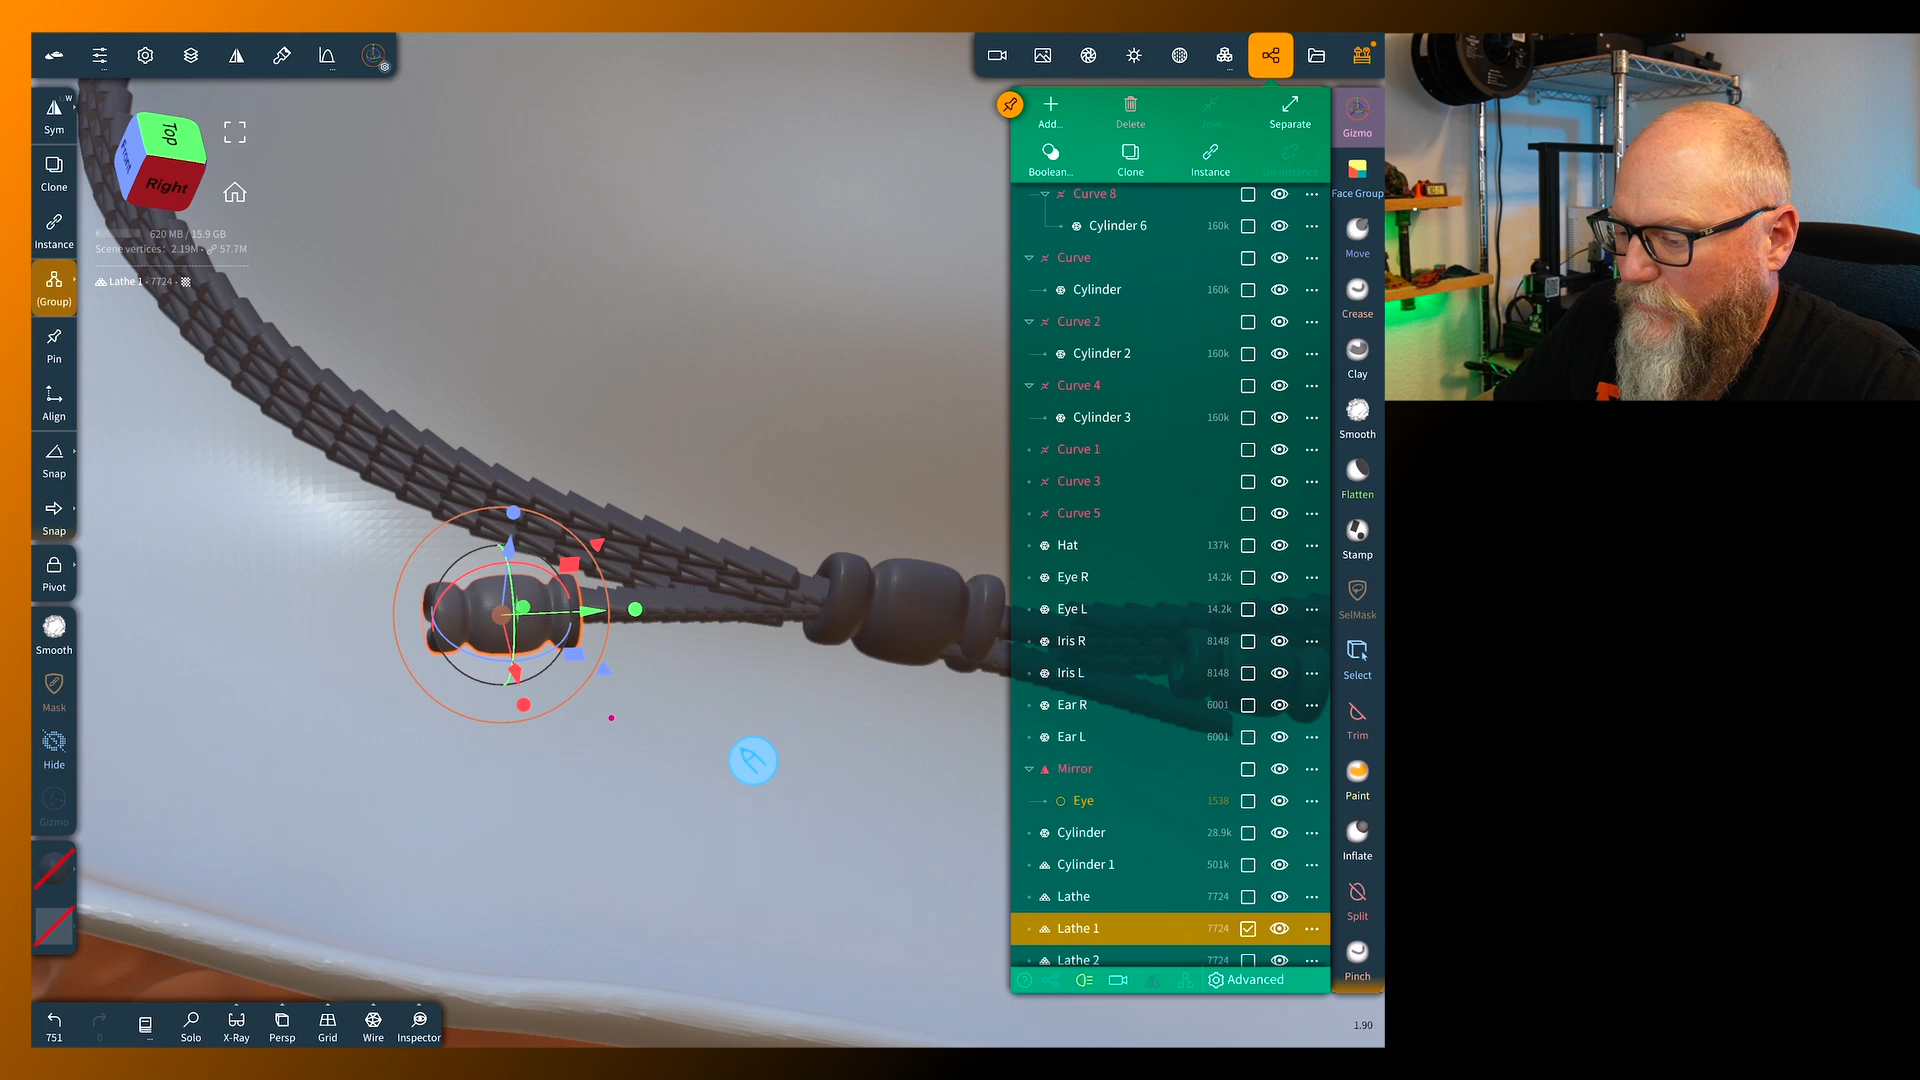 Sym
W
Clone
Instance
(Group)
Pin
Align
Snap
Snap
Pivot
Smooth
Mask
Hide
Gizmo
Top
Front
Right
620 MB / 15.9 GB
Scene vertices: 2.19M · 57.7M
Lathe 1 · 7724 ·
Add...
Delete
Join
Separate
Boolean...
Clone
Instance
Un-instance
Curve 8
Cylinder 6 160k
Curve
Cylinder 160k
Curve 2
Cylinder 2 160k
Curve 4
Cylinder 3 160k
Curve 1
Curve 3
Curve 5
Hat 137k
Eye R 14.2k
Eye L 14.2k
Iris R 8148
Iris L 8148
Ear R 6001
Ear L 6001
Mirror
Eye 1538
Cylinder 28.9k
Cylinder 1 501k
Lathe 7724
Lathe 1 7724
Lathe 2 7724
Advanced
Gizmo
Face Group
Move
Crease
Clay
Smooth
Flatten
Stamp
SelMask
Select
Trim
Paint
Inflate
Split
Pinch
751
0
...
Solo
X-Ray
Persp
Grid
Wire
Inspector
1.90